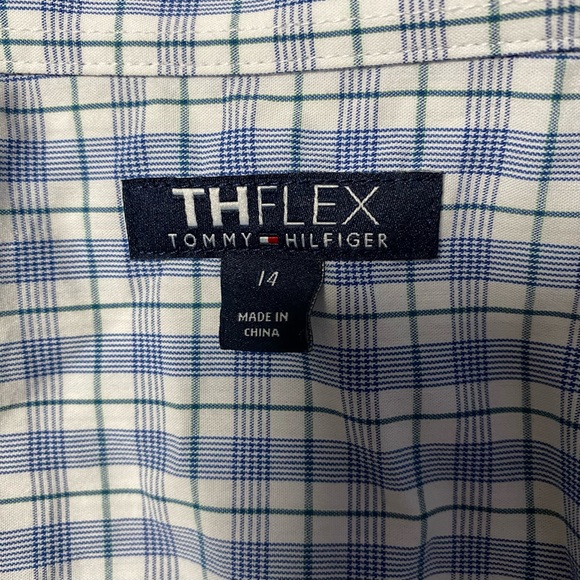 THFLEX
TOMMY HILFIGER
14
MADE IN
CHINA